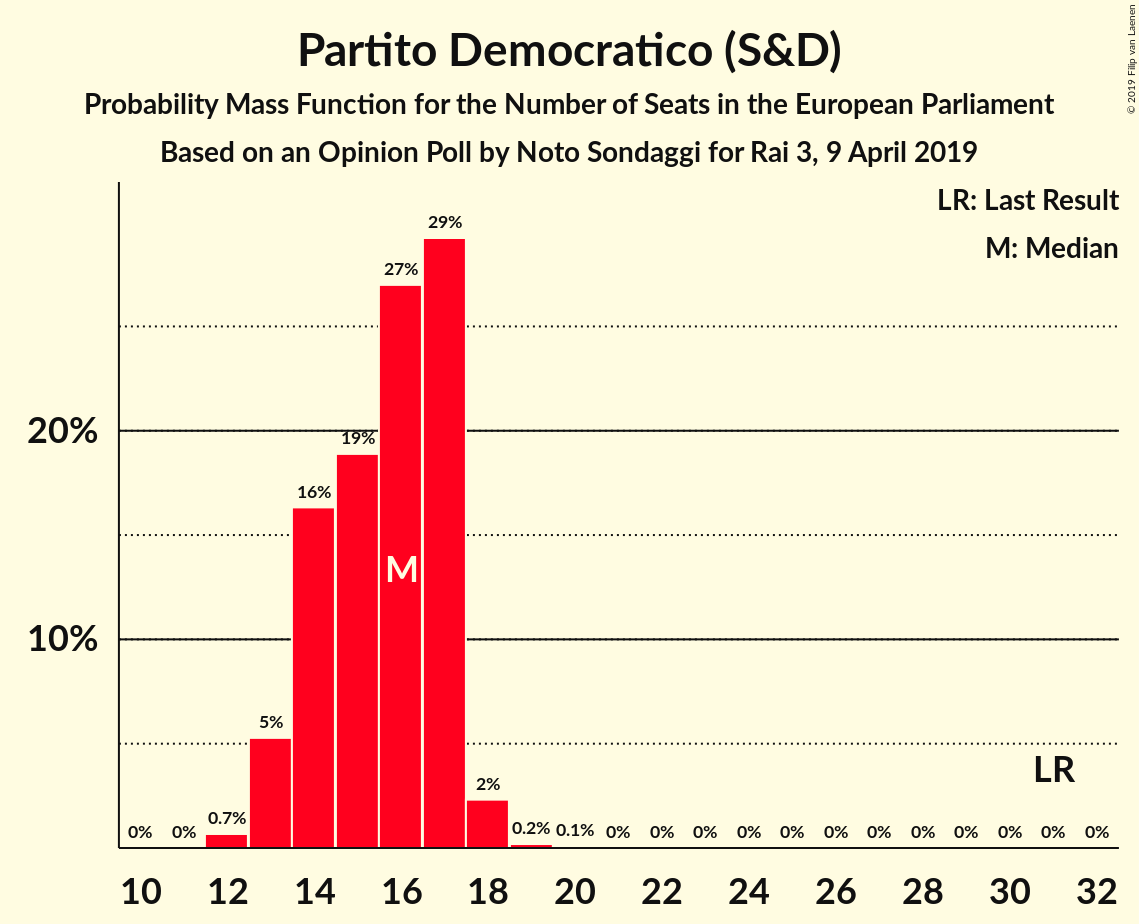 Partito Democratico (S&D)
Probability Mass Function for the Number of Seats in the European Parliament
Based on an Opinion Poll by Noto Sondaggi for Rai 3, 9 April 2019
© 2019 Filip van Laenen
LR: Last Result
M: Median
29%
27%
20%
19%
16%
M
10%
5%
LR
2%
0% 0% 0.7% 0.2% 0.1% 0% 0% 0% 0% 0% 0% 0% 0% 0% 0% 0% 0%
10 12 14 16 18 20 22 24 26 28 30 32